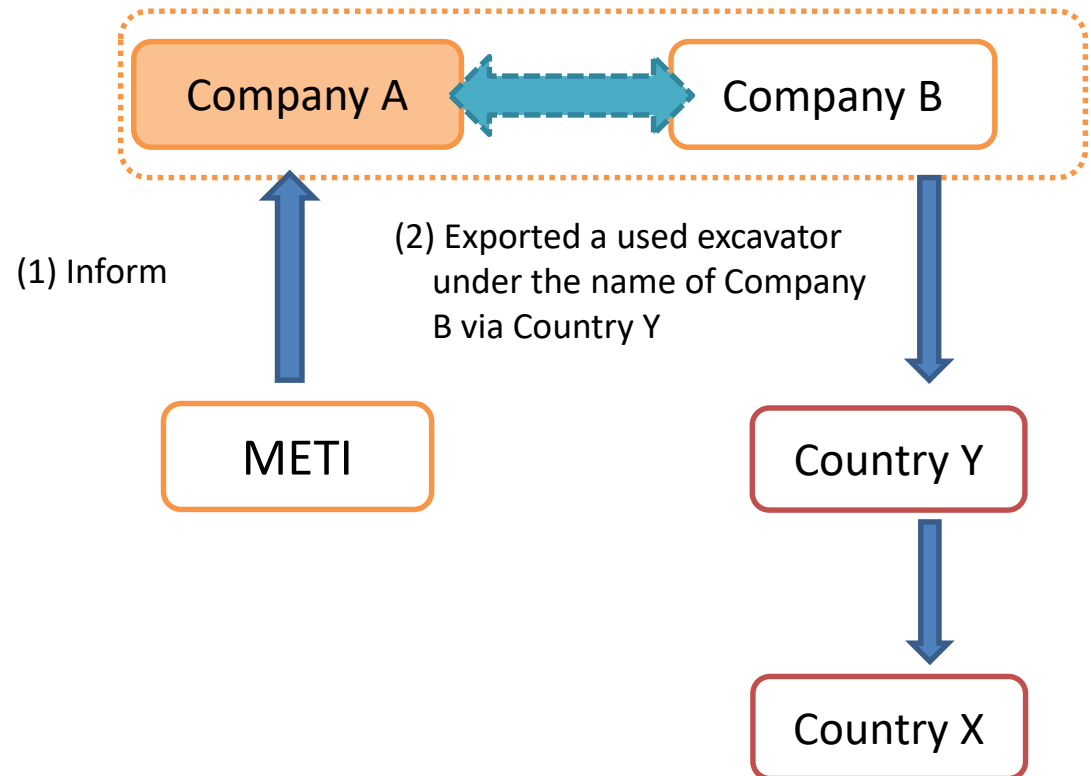 Company A
Company B
(1) Inform
(2) Exported a used excavator
under the name of Company
B via Country Y
METI
Country Y
Country X